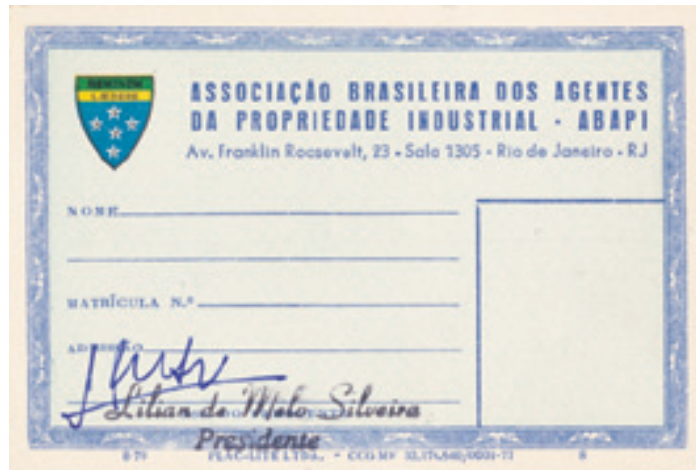 ASSOCIAÇÃO BRASILEIRA DOS AGENTES
DA PROPRIEDADE INDUSTRIAL - ABAPI
Av. Franklin Roosevelt, 23 - Sala 1305 - Rio de Janeiro - RJ
NOME
MATRÍCULA N.º
ADMISSÃO
Lilian de Melo Silveira
Presidente